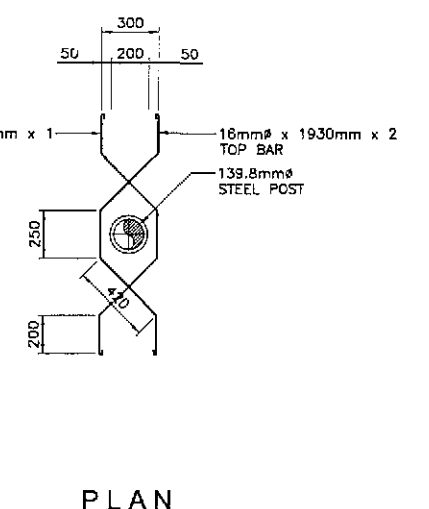 300
50 200 50
mm x 1
16mmø x 1930mm x 2
TOP BAR
139.8mmø
STEEL POST
250
420
200
PLAN